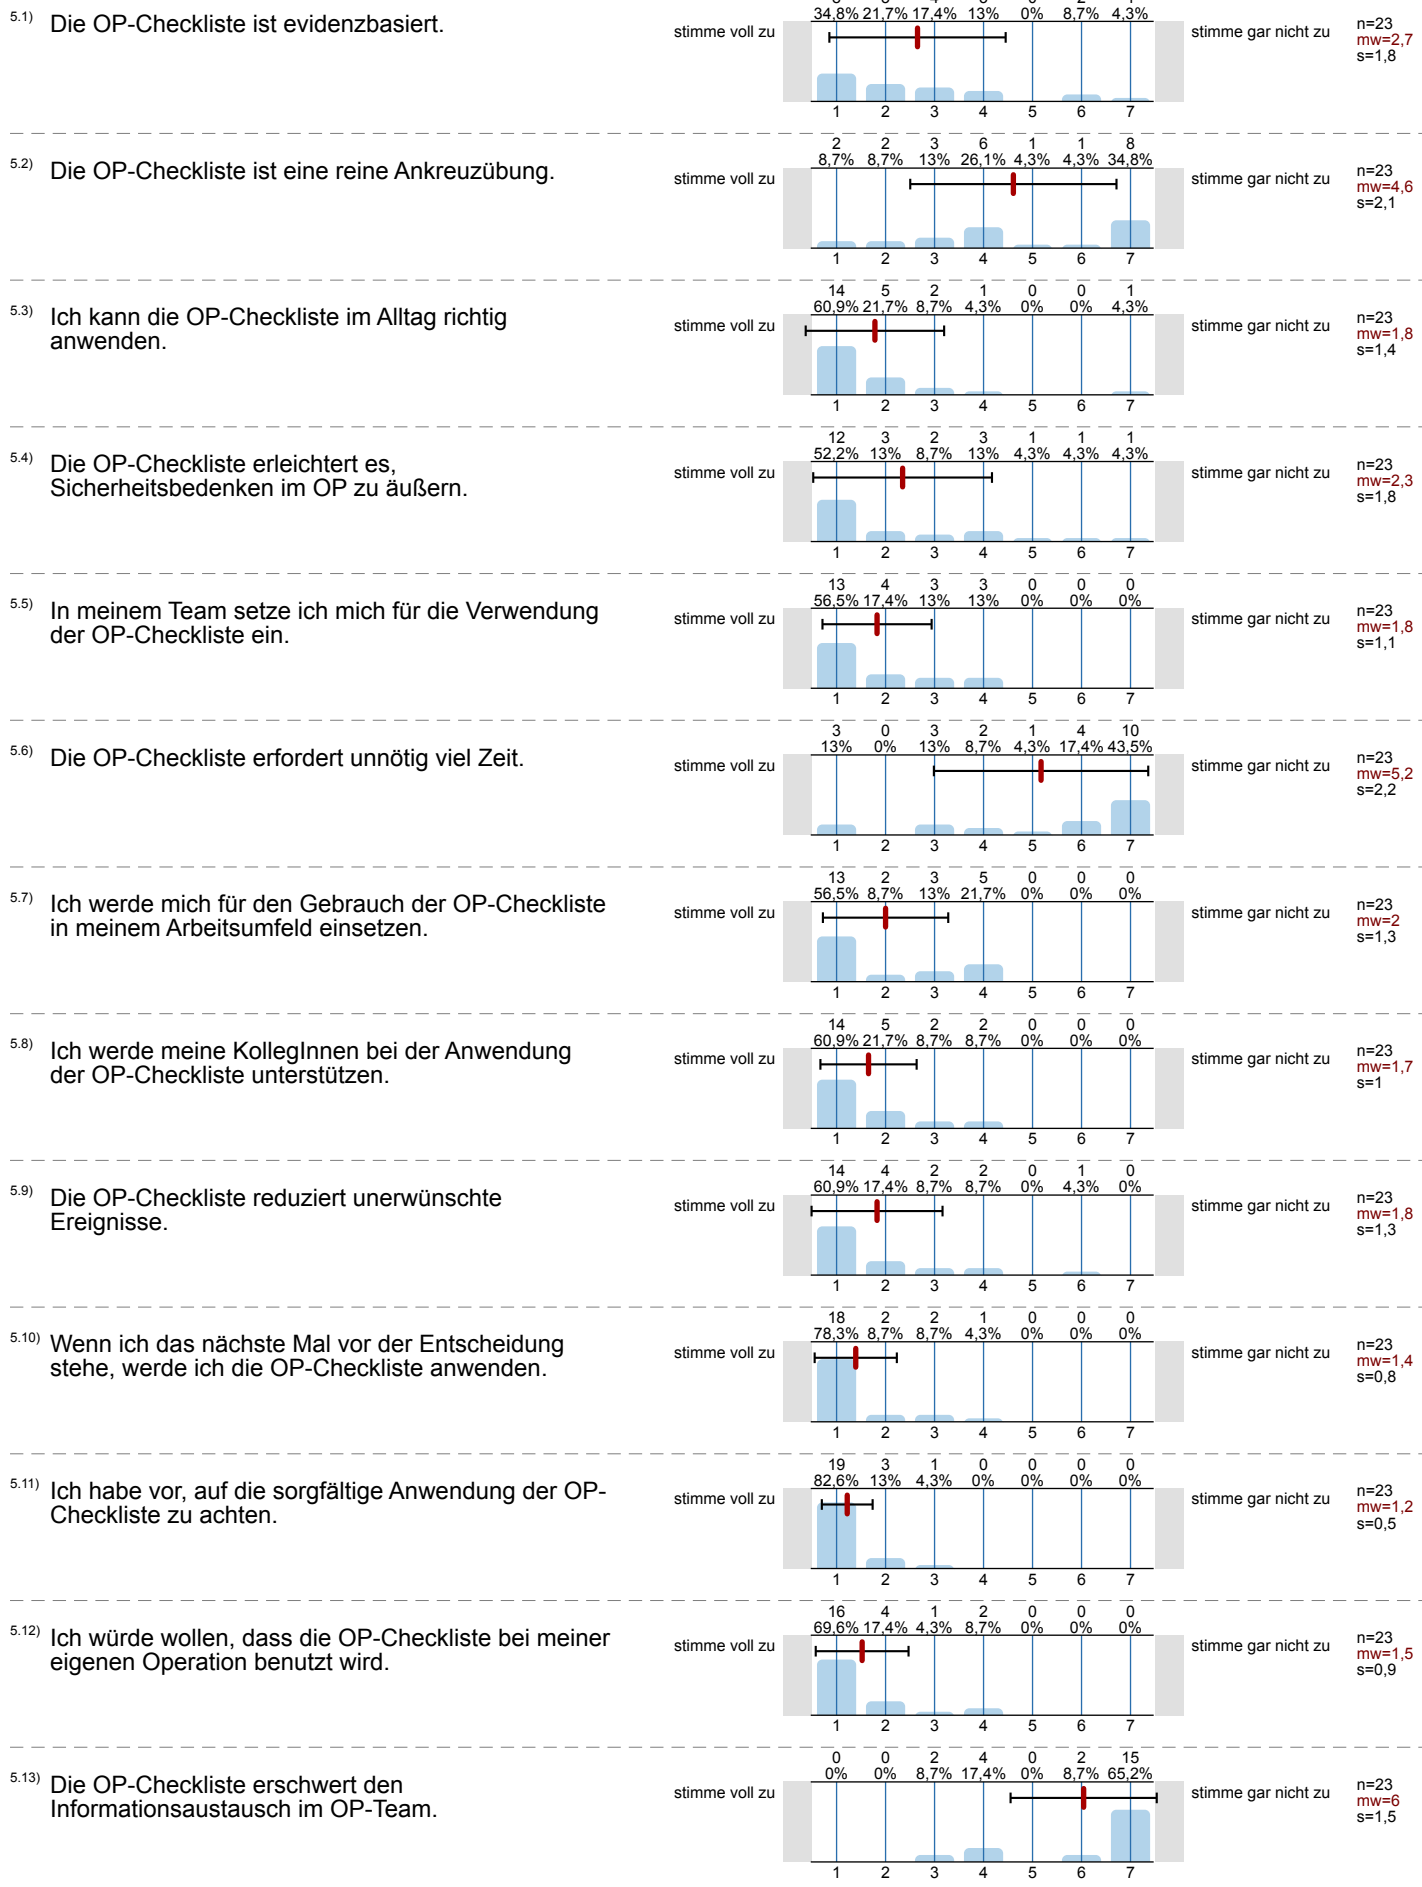 5.1) Die OP-Checkliste ist evidenzbasiert.
34,8% 21,7% 17,4% 13% 0% 8,7% 4,3%
stimme voll zu stimme gar nicht zu n=23
mw=2,7
s=1,8
1 2 3 4 5 6 7
2 2 3 6 1 1 8
8,7% 8,7% 13% 26,1% 4,3% 4,3% 34,8%
5.2) Die OP-Checkliste ist eine reine Ankreuzübung.
stimme voll zu stimme gar nicht zu n=23
mw=4,6
s=2,1
1 2 3 4 5 6 7
14 5 2 1 0 0 1
60,9% 21,7% 8,7% 4,3% 0% 0% 4,3%
5.3) Ich kann die OP-Checkliste im Alltag richtig
anwenden.
stimme voll zu stimme gar nicht zu n=23
mw=1,8
s=1,4
1 2 3 4 5 6 7
12 3 2 3 1 1 1
52,2% 13% 8,7% 13% 4,3% 4,3% 4,3%
5.4) Die OP-Checkliste erleichtert es,
Sicherheitsbedenken im OP zu äußern.
stimme voll zu stimme gar nicht zu n=23
mw=2,3
s=1,8
1 2 3 4 5 6 7
13 4 3 3 0 0 0
56,5% 17,4% 13% 13% 0% 0% 0%
5.5) In meinem Team setze ich mich für die Verwendung
der OP-Checkliste ein.
stimme voll zu stimme gar nicht zu n=23
mw=1,8
s=1,1
1 2 3 4 5 6 7
3 0 3 2 1 4 10
13% 0% 13% 8,7% 4,3% 17,4% 43,5%
5.6) Die OP-Checkliste erfordert unnötig viel Zeit.
stimme voll zu stimme gar nicht zu n=23
mw=5,2
s=2,2
1 2 3 4 5 6 7
13 2 3 5 0 0 0
56,5% 8,7% 13% 21,7% 0% 0% 0%
5.7) Ich werde mich für den Gebrauch der OP-Checkliste
in meinem Arbeitsumfeld einsetzen.
stimme voll zu stimme gar nicht zu n=23
mw=2
s=1,3
1 2 3 4 5 6 7
14 5 2 2 0 0 0
60,9% 21,7% 8,7% 8,7% 0% 0% 0%
5.8) Ich werde meine KollegInnen bei der Anwendung
der OP-Checkliste unterstützen.
stimme voll zu stimme gar nicht zu n=23
mw=1,7
s=1
1 2 3 4 5 6 7
14 4 2 2 0 1 0
60,9% 17,4% 8,7% 8,7% 0% 4,3% 0%
5.9) Die OP-Checkliste reduziert unerwünschte
Ereignisse.
stimme voll zu stimme gar nicht zu n=23
mw=1,8
s=1,3
1 2 3 4 5 6 7
18 2 2 1 0 0 0
78,3% 8,7% 8,7% 4,3% 0% 0% 0%
5.10) Wenn ich das nächste Mal vor der Entscheidung
stehe, werde ich die OP-Checkliste anwenden.
stimme voll zu stimme gar nicht zu n=23
mw=1,4
s=0,8
1 2 3 4 5 6 7
19 3 1 0 0 0 0
82,6% 13% 4,3% 0% 0% 0% 0%
5.11) Ich habe vor, auf die sorgfältige Anwendung der OP-
Checkliste zu achten.
stimme voll zu stimme gar nicht zu n=23
mw=1,2
s=0,5
1 2 3 4 5 6 7
16 4 1 2 0 0 0
69,6% 17,4% 4,3% 8,7% 0% 0% 0%
5.12) Ich würde wollen, dass die OP-Checkliste bei meiner
eigenen Operation benutzt wird.
stimme voll zu stimme gar nicht zu n=23
mw=1,5
s=0,9
1 2 3 4 5 6 7
0 0 2 4 0 2 15
0% 0% 8,7% 17,4% 0% 8,7% 65,2%
5.13) Die OP-Checkliste erschwert den
Informationsaustausch im OP-Team.
stimme voll zu stimme gar nicht zu n=23
mw=6
s=1,5
1 2 3 4 5 6 7